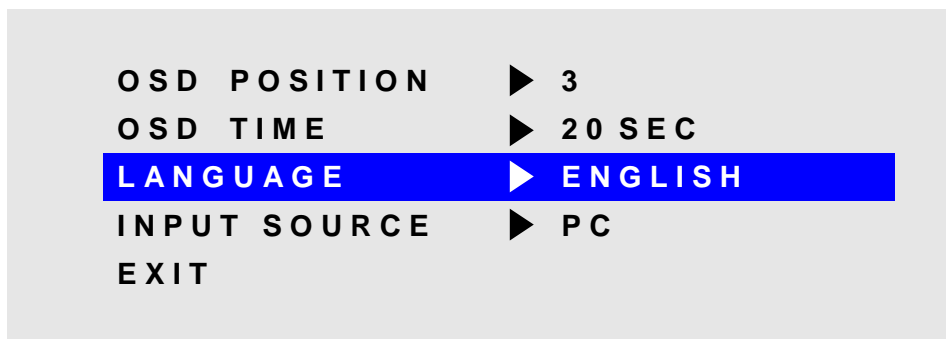 OSD POSITION ▶ 3
OSD TIME ▶ 20 SEC
LANGUAGE ▶ ENGLISH
INPUT SOURCE ▶ PC
EXIT